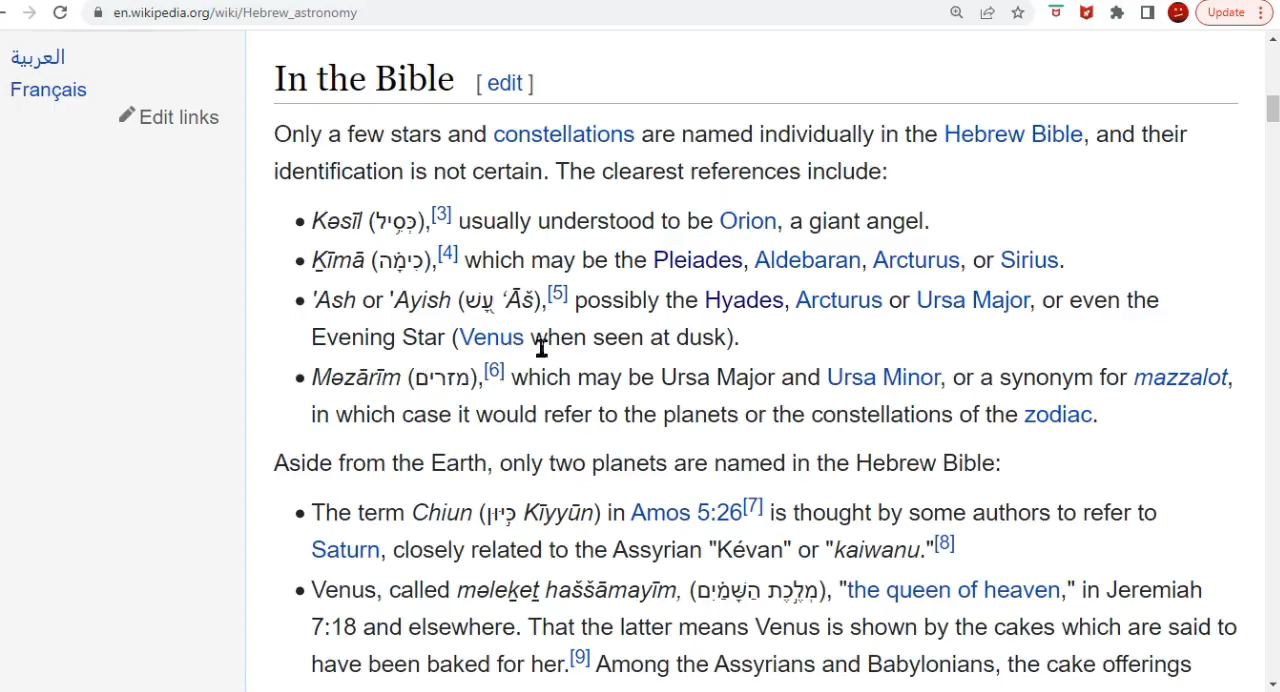 en.wikipedia.org/wiki/Hebrew_astronomy
Update
العربية
Français
Edit links
In the Bible [ edit ]
Only a few stars and constellations are named individually in the Hebrew Bible, and their
identification is not certain. The clearest references include:
• Kəsīl (כְּסִ֥יל),[3] usually understood to be Orion, a giant angel.
• Ḵīmā (כִימָ֗ה),[4] which may be the Pleiades, Aldebaran, Arcturus, or Sirius.
• 'Ash or 'Ayish (עָ֭שׁ ʻĀš),[5] possibly the Hyades, Arcturus or Ursa Major, or even the
Evening Star (Venus when seen at dusk).
• Məzārīm (מזרים),[6] which may be Ursa Major and Ursa Minor, or a synonym for mazzalot,
in which case it would refer to the planets or the constellations of the zodiac.
Aside from the Earth, only two planets are named in the Hebrew Bible:
• The term Chiun (כִּיּ֣וּן Kīyyūn) in Amos 5:26[7] is thought by some authors to refer to
Saturn, closely related to the Assyrian "Kévan" or "kaiwanu."[8]
• Venus, called məleḵeṯ haššāmayīm, (מְלֶ֣כֶת הַשָּׁמַ֗יִם), "the queen of heaven," in Jeremiah
7:18 and elsewhere. That the latter means Venus is shown by the cakes which are said to
have been baked for her.[9] Among the Assyrians and Babylonians, the cake offerings